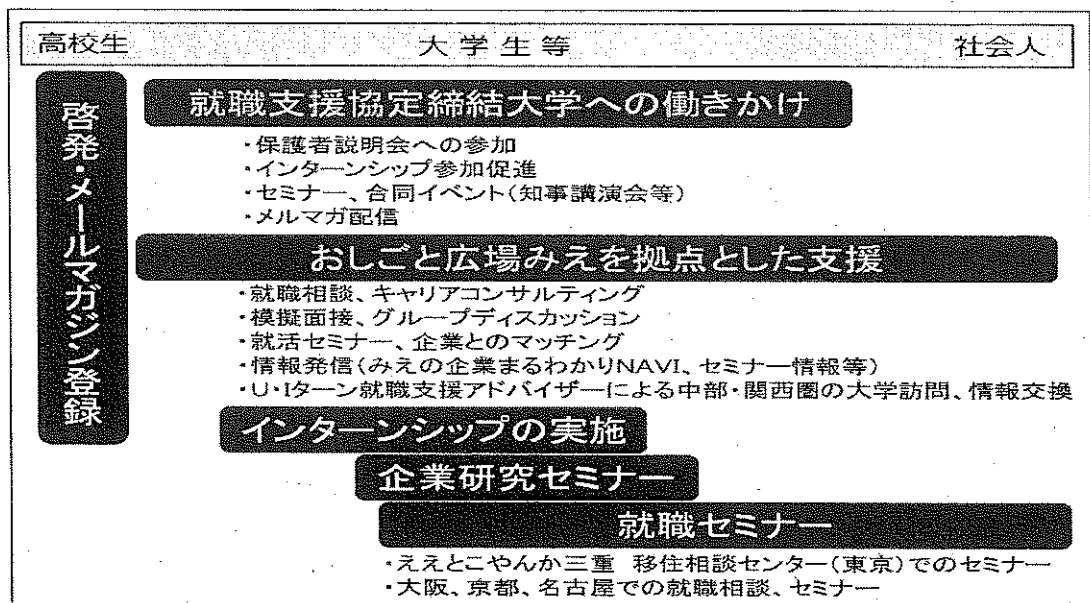 高校生 大学生等 社会人
啓発・メールマガジン登録
就職支援協定締結大学への働きかけ
・保護者説明会への参加
・インターンシップ参加促進
・セミナー、合同イベント(知事講演会等)
・メルマガ配信
おしごと広場みえを拠点とした支援
・就職相談、キャリアコンサルティング
・模擬面接、グループディスカッション
・就活セミナー、企業とのマッチング
・情報発信(みえの企業まるわかりNAVI、セミナー情報等)
・U・Iターン就職支援アドバイザーによる中部・関西圏の大学訪問、情報交換
インターンシップの実施
企業研究セミナー
就職セミナー
・ええとこやんか三重 移住相談センター(東京)でのセミナー
・大阪、京都、名古屋での就職相談、セミナー